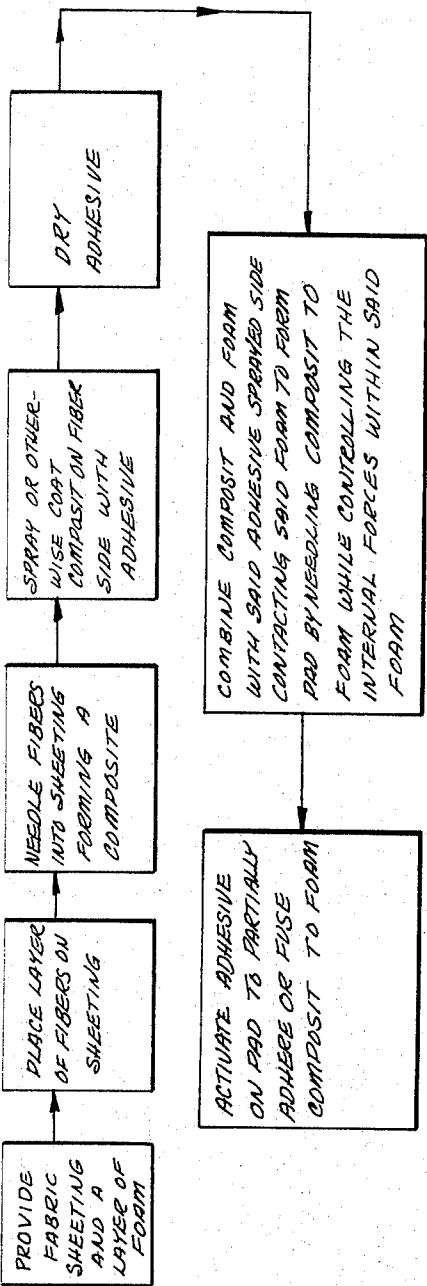 PROVIDE
FABRIC
SHEETING
AND A
LAYER OF
FOAM
PLACE LAYER
OF FIBERS ON
SHEETING
NEEDLE FIBERS
INTO SHEETING
FORMING A
COMPOSITE
SPRAY OR OTHER-
WISE COAT
COMPOSIT ON FIBER
SIDE WITH
ADHESIVE
DRY
ADHESIVE
COMBINE COMPOSIT AND FOAM
WITH SAID ADHESIVE SPRAYED SIDE
CONTACTING SAID FOAM TO FORM
PAD BY NEEDLING COMPOSIT TO
FOAM WHILE CONTROLLING THE
INTERNAL FORCES WITHIN SAID
FOAM
ACTIVATE ADHESIVE
ON PAD TO PARTIALLY
ADHERE OR FUSE
COMPOSIT TO FOAM